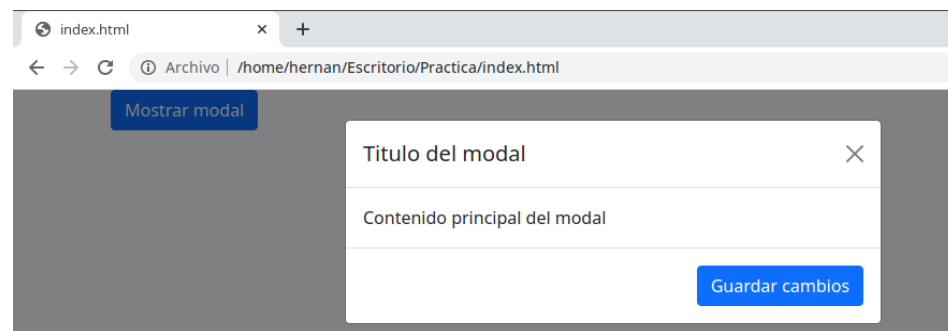 index.html
Archivo | /home/hernan/Escritorio/Practica/index.html
Mostrar modal
Titulo del modal
Contenido principal del modal
Guardar cambios